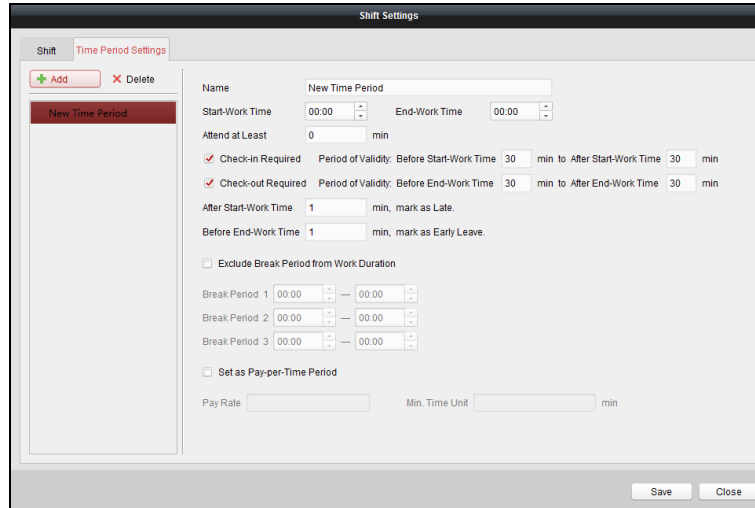 Shift Settings
Shift Time Period Settings
Add Delete
New Time Period
Name New Time Period
Start-Work Time 00:00 End-Work Time 00:00
Attend at Least 0 min
Check-in Required Period of Validity: Before Start-Work Time 30 min to After Start-Work Time 30 min
Check-out Required Period of Validity: Before End-Work Time 30 min to After End-Work Time 30 min
After Start-Work Time 1 min, mark as Late.
Before End-Work Time 1 min, mark as Early Leave.
Exclude Break Period from Work Duration
Break Period 1 00:00 — 00:00
Break Period 2 00:00 — 00:00
Break Period 3 00:00 — 00:00
Set as Pay-per-Time Period
Pay Rate Min. Time Unit min
Save Close